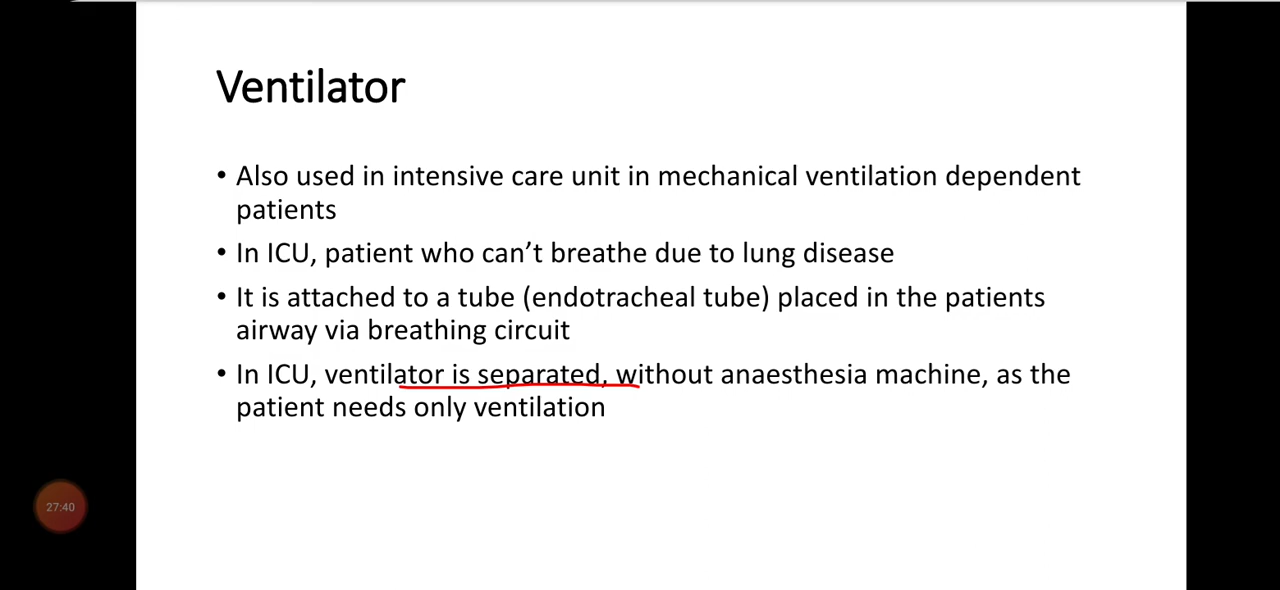 Ventilator
• Also used in intensive care unit in mechanical ventilation dependent
patients
• In ICU, patient who can’t breathe due to lung disease
• It is attached to a tube (endotracheal tube) placed in the patients
airway via breathing circuit
• In ICU, ventilator is separated, without anaesthesia machine, as the
patient needs only ventilation
27:40